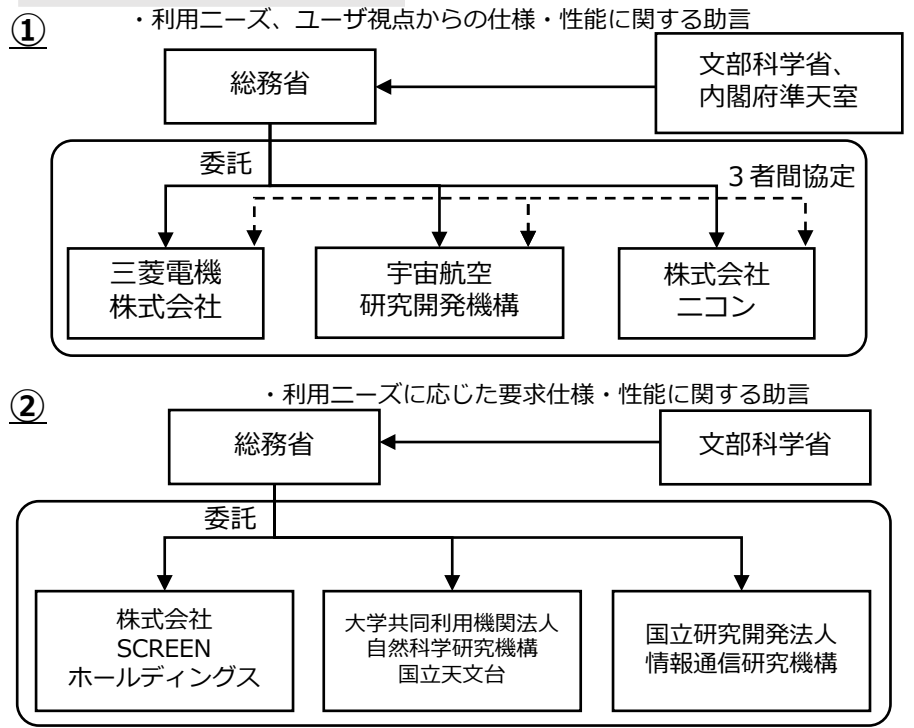 ①
・利用ニーズ、ユーザ視点からの仕様・性能に関する助言
総務省
文部科学省、
内閣府準天室
委託
３者間協定
三菱電機
株式会社
宇宙航空
研究開発機構
株式会社
ニコン
②
・利用ニーズに応じた要求仕様・性能に関する助言
総務省
文部科学省
委託
株式会社
SCREEN
ホールディングス
大学共同利用機関法人
自然科学研究機構
国立天文台
国立研究開発法人
情報通信研究機構